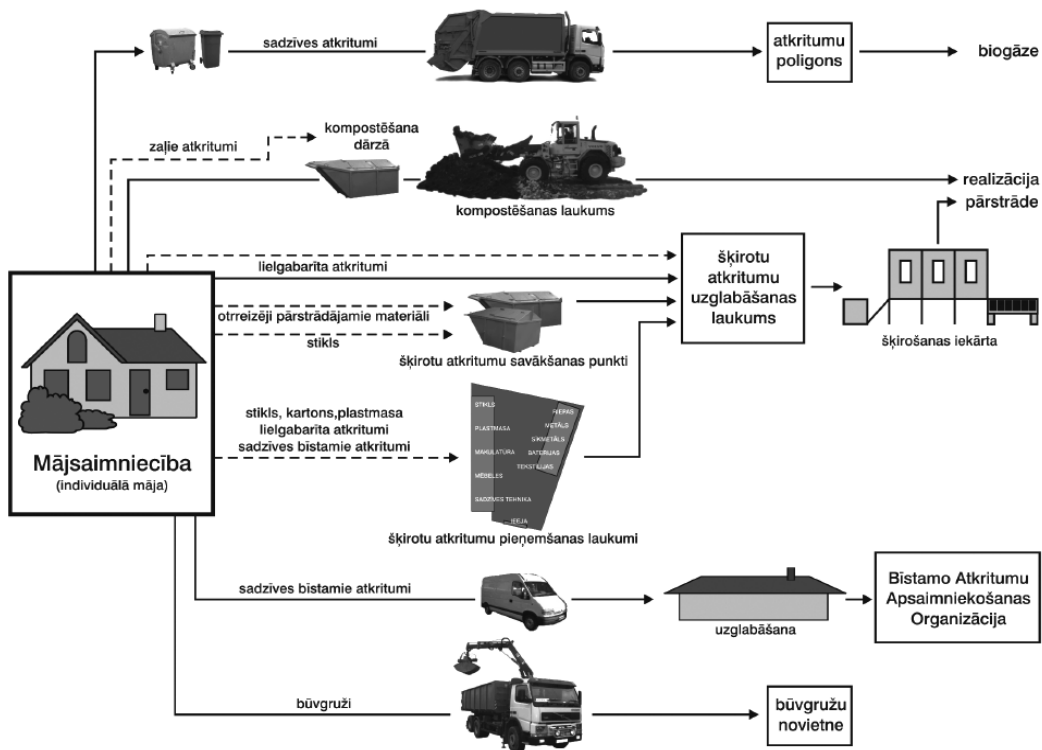 sadzīves atkritumi
atkritumu
poligons
biogāze
zaļie atkritumi
kompostēšana
dārzā
kompostēšanas laukums
realizācija
pārstrāde
lielgabarīta atkritumi
šķirotu
atkritumu
uzglabāšanas
laukums
šķirošanas iekārta
otrreizēji pārstrādājamie materiāli
stikls
šķirotu atkritumu savākšanas punkti
stikls, kartons,plastmasa
lielgabarīta atkritumi
sadzīves bīstamie atkritumi
STIKLS
PLASTMASA
MAKULATŪRA
MĒBELES
SADZĪVES TEHNIKA
RIEPAS
METĀLS
SĪKMETĀLS
BATERIJAS
TEKSTILIJAS
IEEJA
šķirotu atkritumu pieņemšanas laukumi
Mājsaimniecība
(individuālā māja)
sadzīves bīstamie atkritumi
uzglabāšana
Bīstamo Atkritumu
Apsaimniekošanas
Organizācija
būvgruži
būvgružu
novietne